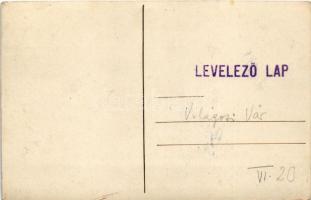 LEVELEZŐ LAP
Világosi Vár
VI. 20